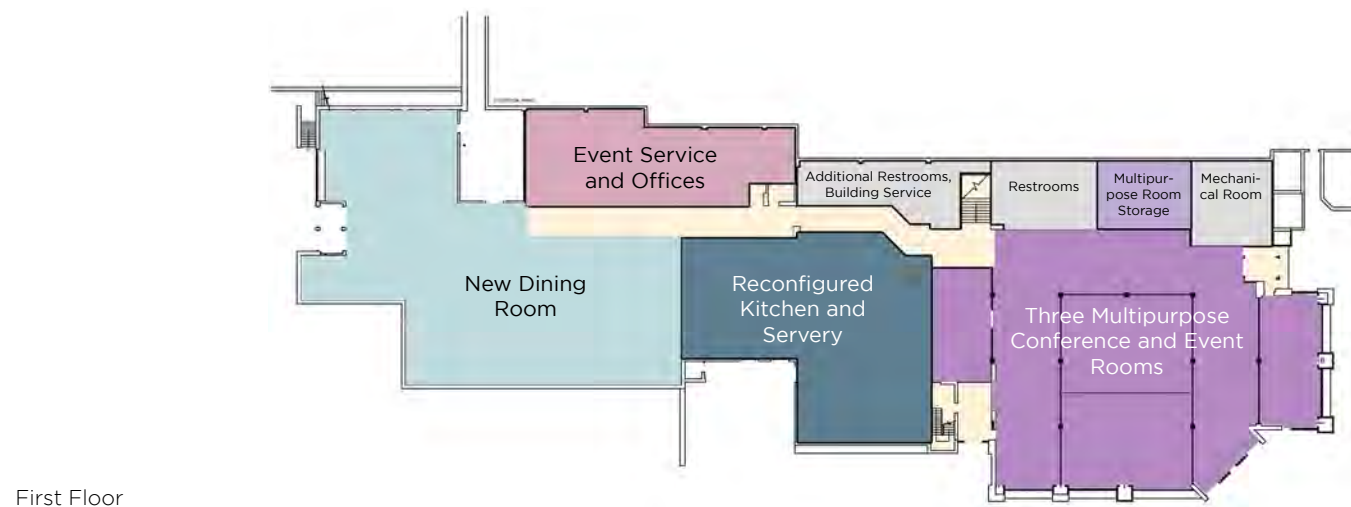 Event Service
and Offices
Additional Restrooms,
Building Service
Restrooms
Multipur-
pose Room
Storage
Mechani-
cal Room
New Dining
Room
Reconfigured
Kitchen and
Servery
Three Multipurpose
Conference and Event
Rooms
First Floor